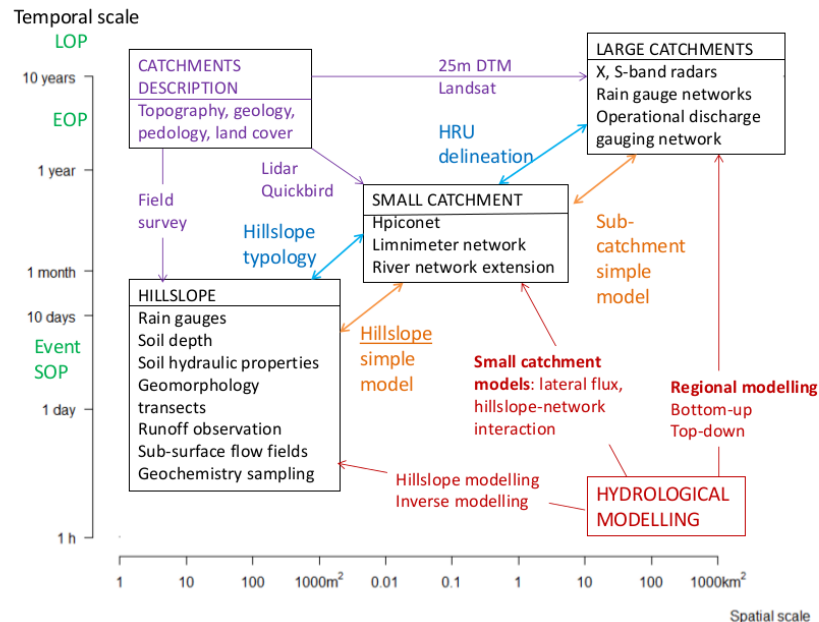 Temporal scale
LOP
10 years
EOP
1 year
1 month
10 days
Event
SOP
1 day
1 h
CATCHMENTS
DESCRIPTION
Topography, geology,
pedology, land cover
25m DTM
Landsat
LARGE CATCHMENTS
X, S-band radars
Rain gauge networks
Operational discharge
gauging network
HRU
delineation
Lidar
Quickbird
Field
survey
SMALL CATCHMENT
Hpiconet
Limnimeter network
River network extension
Hillslope
typology
Sub-
catchment
simple
model
HILLSLOPE
Rain gauges
Soil depth
Soil hydraulic properties
Geomorphology
transects
Runoff observation
Sub-surface flow fields
Geochemistry sampling
Hillslope
simple
model
Small catchment
models: lateral flux,
hillslope-network
interaction
Regional modelling
Bottom-up
Top-down
Hillslope modelling
Inverse modelling
HYDROLOGICAL
MODELLING
1 10 100 1000m² 0.01 0.1 1 10 100 1000km²
Spatial scale